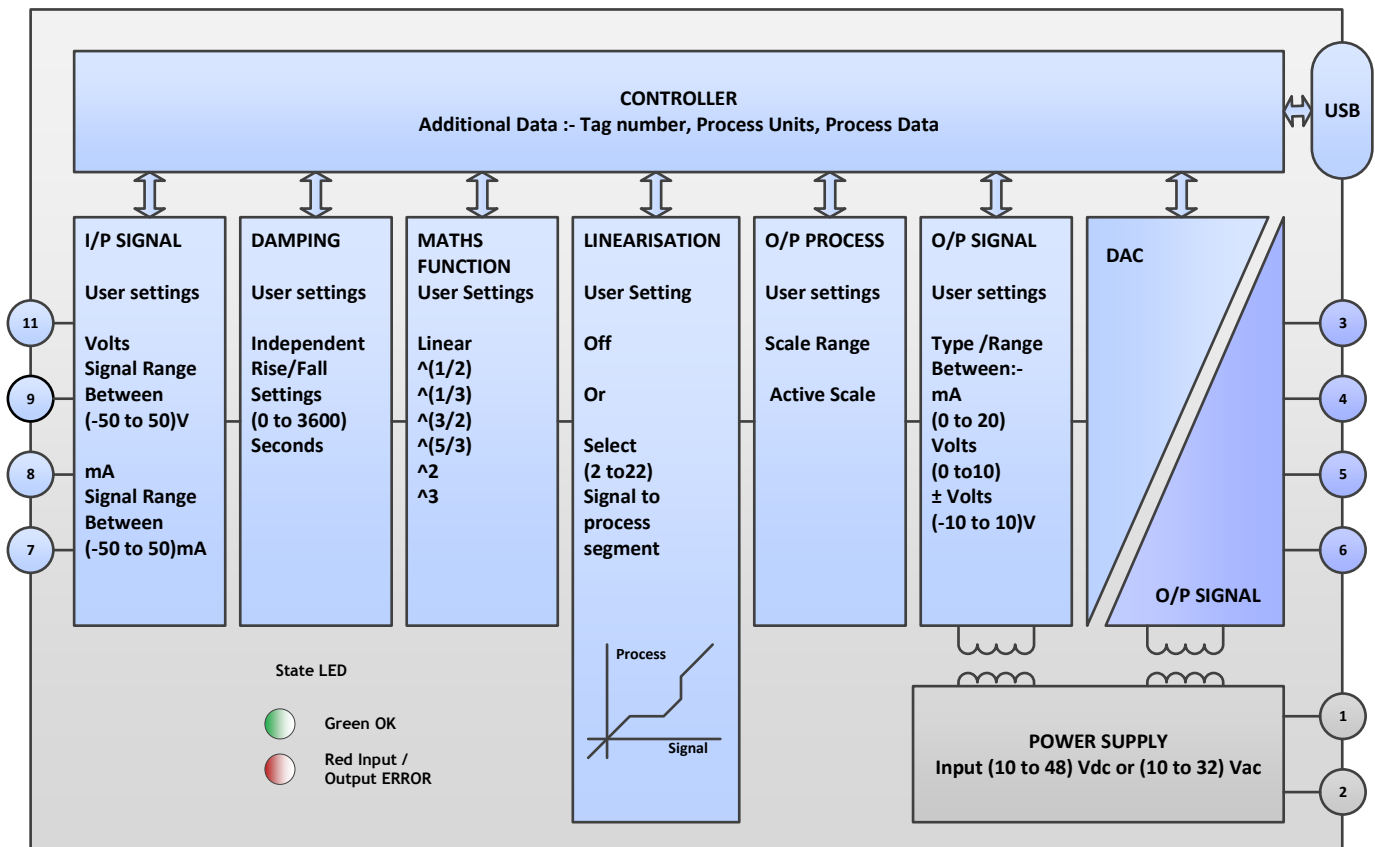 CONTROLLER
Additional Data :- Tag number, Process Units, Process Data
USB
I/P SIGNAL
User settings
Volts
Signal Range
Between
(-50 to 50)V
mA
Signal Range
Between
(-50 to 50)mA
DAMPING
User settings
Independent
Rise/Fall
Settings
(0 to 3600)
Seconds
MATHS
FUNCTION
User Settings
Linear
^(1/2)
^(1/3)
^(3/2)
^(5/3)
^2
^3
LINEARISATION
User Setting
Off
Or
Select
(2 to22)
Signal to
process
segment
Process
Signal
O/P PROCESS
User settings
Scale Range
Active Scale
O/P SIGNAL
User settings
Type /Range
Between:-
mA
(0 to 20)
Volts
(0 to10)
± Volts
(-10 to 10)V
DAC
O/P SIGNAL
11
9
8
7
3
4
5
6
State LED
Green OK
Red Input /
Output ERROR
POWER SUPPLY
Input (10 to 48) Vdc or (10 to 32) Vac
1
2